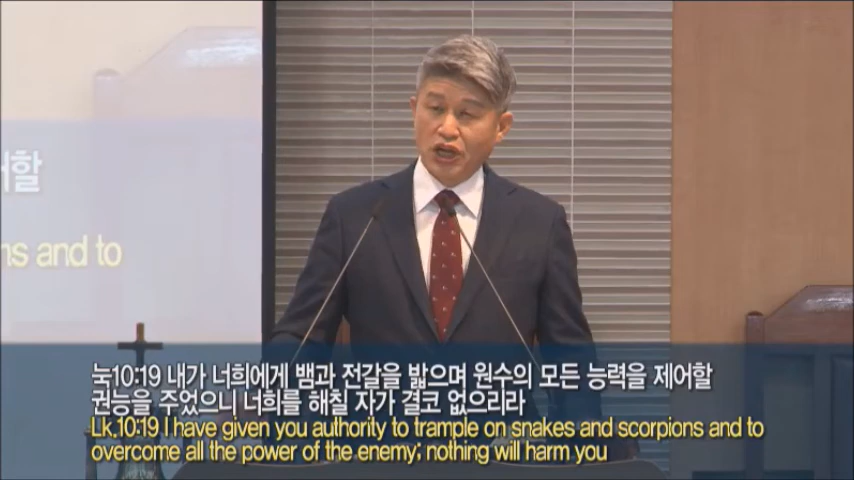 어할
ns and to
눅10:19 내가 너희에게 뱀과 전갈을 밟으며 원수의 모든 능력을 제어할
권능을 주었으니 너희를 해칠 자가 결코 없으리라
Lk.10:19 I have given you authority to trample on snakes and scorpions and to
overcome all the power of the enemy; nothing will harm you